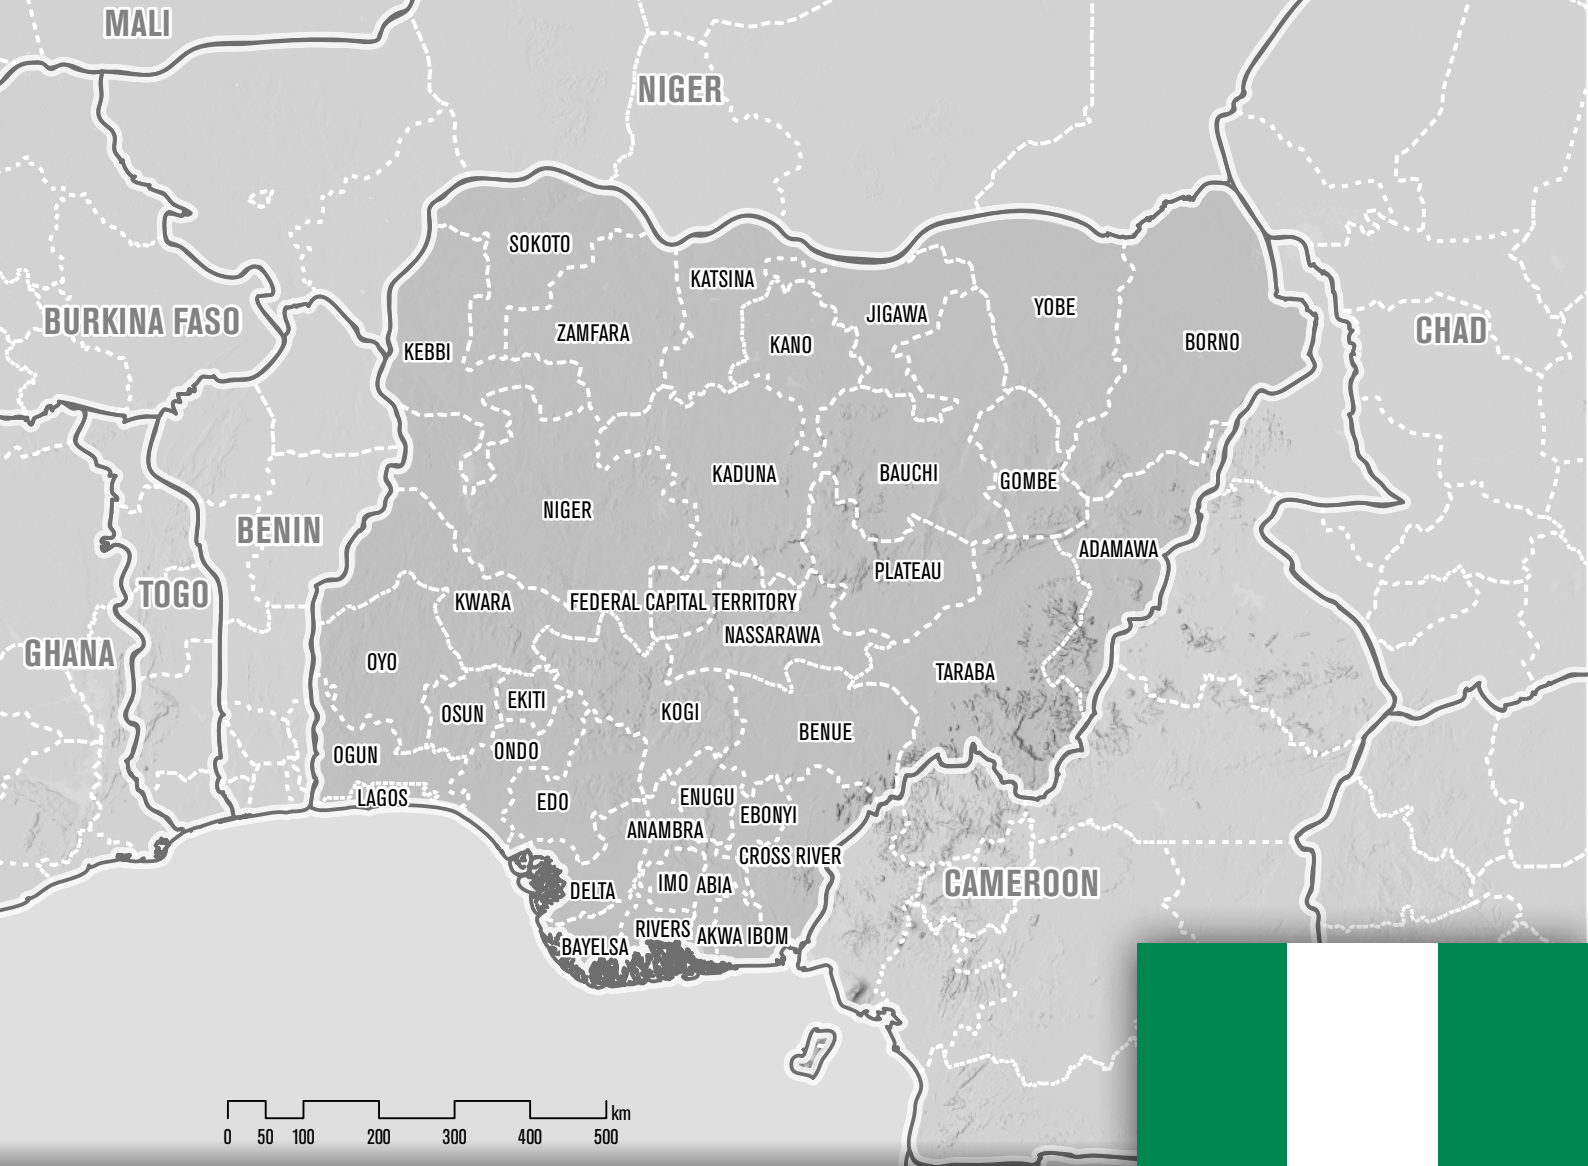 MALI
NIGER
SOKOTO
KATSINA
JIGAWA
YOBE
BURKINA FASO
ZAMFARA
CHAD
KEBBI
KANO
BORNO
KADUNA
BAUCHI
GOMBE
NIGER
BENIN
ADAMAWA
PLATEAU
TOGO
KWARA
FEDERAL CAPITAL TERRITORY
NASSARAWA
GHANA
OYO
TARABA
EKITI
OSUN
KOGI
BENUE
OGUN
ONDO
LAGOS
EDO
ENUGU
EBONYI
ANAMBRA
CROSS RIVER
CAMEROON
DELTA
IMO
ABIA
RIVERS
AKWA IBOM
BAYELSA
km
0 50 100 200 300 400 500